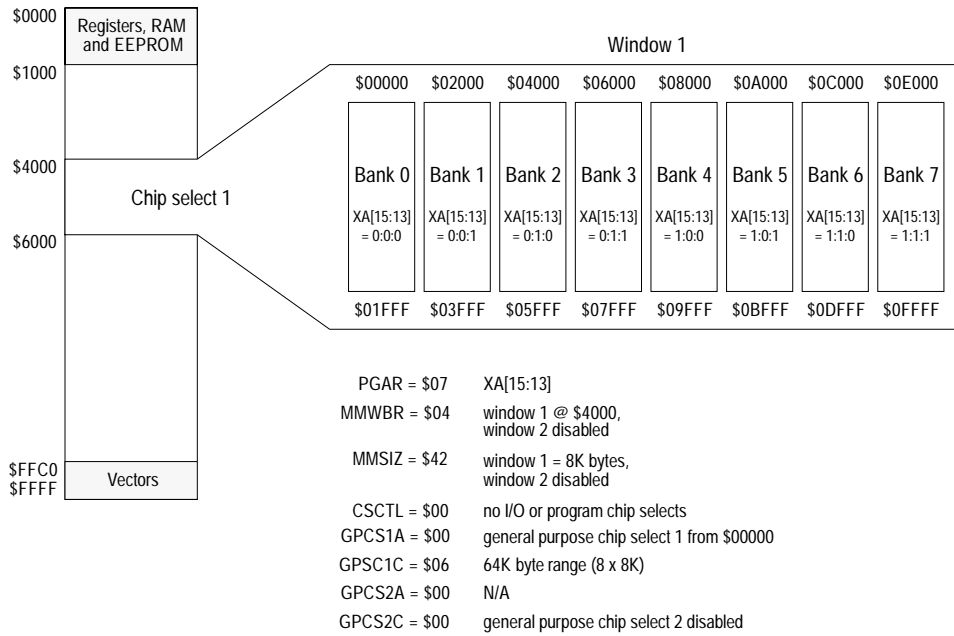 $0000
Registers, RAM
and EEPROM
$1000
$4000
Chip select 1
$6000
$FFC0
$FFFF
Vectors
Window 1
$00000 $02000 $04000 $06000 $08000 $0A000 $0C000 $0E000
Bank 0 Bank 1 Bank 2 Bank 3 Bank 4 Bank 5 Bank 6 Bank 7
XA[15:13] XA[15:13] XA[15:13] XA[15:13] XA[15:13] XA[15:13] XA[15:13] XA[15:13]
= 0:0:0 = 0:0:1 = 0:1:0 = 0:1:1 = 1:0:0 = 1:0:1 = 1:1:0 = 1:1:1
$01FFF $03FFF $05FFF $07FFF $09FFF $0BFFF $0DFFF $0FFFF
PGAR = $07 XA[15:13]
MMWBR = $04 window 1 @ $4000,
window 2 disabled
MMSIZ = $42 window 1 = 8K bytes,
window 2 disabled
CSCTL = $00 no I/O or program chip selects
GPCS1A = $00 general purpose chip select 1 from $00000
GPSC1C = $06 64K byte range (8 x 8K)
GPCS2A = $00 N/A
GPCS2C = $00 general purpose chip select 2 disabled